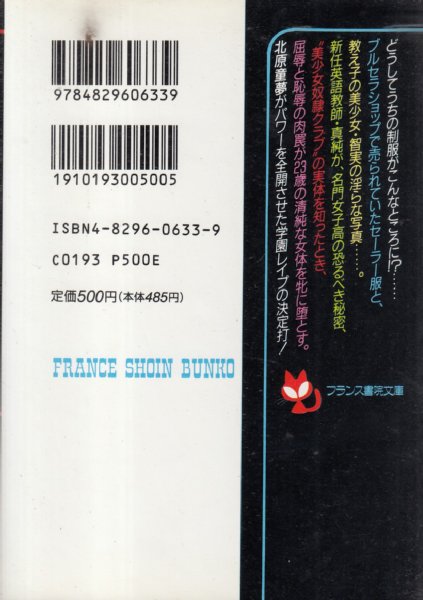 どうしてうちの制服がこんなところに!?……
ブルセラショップで売られていたセーラー服と、
教え子の美少女・智実の淫らな写真……。
新任英語教師・真純が、名門女子高の恐るべき秘密、
“美少女奴隷クラブ”の実体を知ったとき、
屈辱と恥辱の肉罠が23歳の清純な女体を牝に堕とす。
北原童夢がパワーを全開させた学園レイプの決定打!
フランス書院文庫
9784829606339
1910193005005
ISBN4-8296-0633-9
C0193 P500E
定価500円(本体485円)
FRANCE SHOIN BUNKO